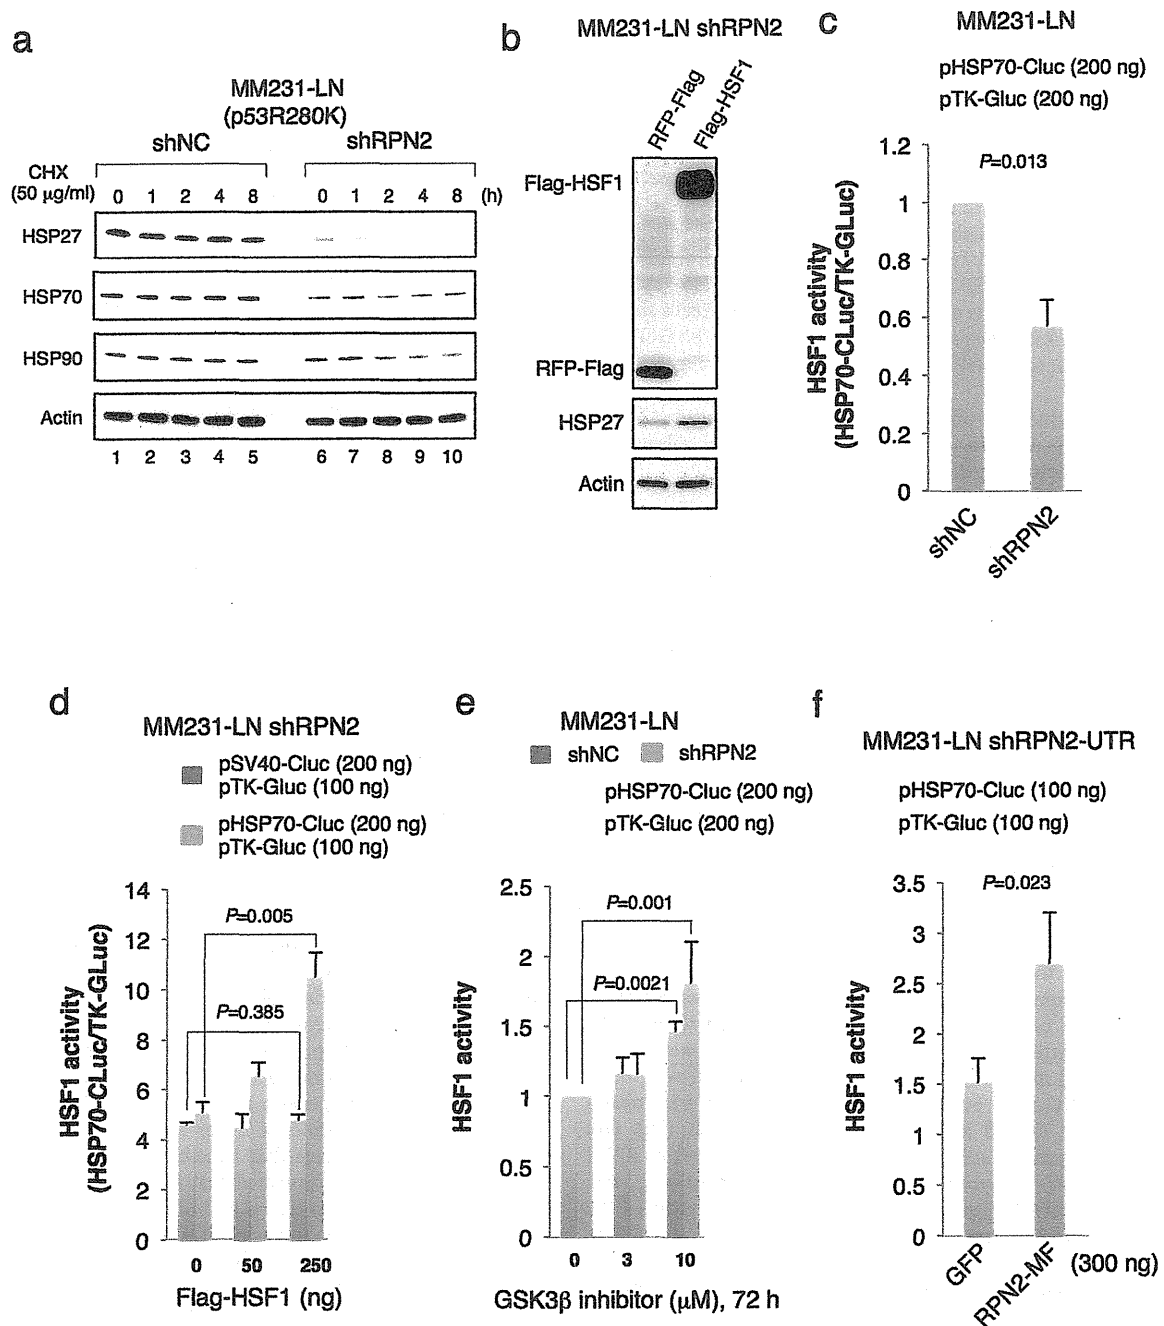 a
MM231-LN
(p53R280K)
shNC shRPN2
CHX
(50 μg/ml) 0 1 2 4 8 0 1 2 4 8 (h)
HSP27
HSP70
HSP90
Actin
1 2 3 4 5 6 7 8 9 10
b
MM231-LN shRPN2
RFP-Flag
Flag-HSF1
Flag-HSF1
RFP-Flag
HSP27
Actin
c
MM231-LN
pHSP70-Cluc (200 ng)
pTK-Gluc (200 ng)
HSF1 activity
(HSP70-CLuc/TK-GLuc)
1.2
1
0.8
0.6
0.4
0.2
0
P=0.013
shNC
shRPN2
d
MM231-LN shRPN2
pSV40-Cluc (200 ng)
pTK-Gluc (100 ng)
pHSP70-Cluc (200 ng)
pTK-Gluc (100 ng)
HSF1 activity
(HSP70-CLuc/TK-GLuc)
14
12
10
8
6
4
2
0
P=0.005
P=0.385
0 50 250
Flag-HSF1 (ng)
e
MM231-LN
shNC shRPN2
pHSP70-Cluc (200 ng)
pTK-Gluc (200 ng)
HSF1 activity
2.5
2
1.5
1
0.5
0
P=0.001
P=0.0021
0 3 10
GSK3β inhibitor (μM), 72 h
f
MM231-LN shRPN2-UTR
pHSP70-Cluc (100 ng)
pTK-Gluc (100 ng)
HSF1 activity
3.5
3
2.5
2
1.5
1
0.5
0
P=0.023
GFP
RPN2-MF
(300 ng)